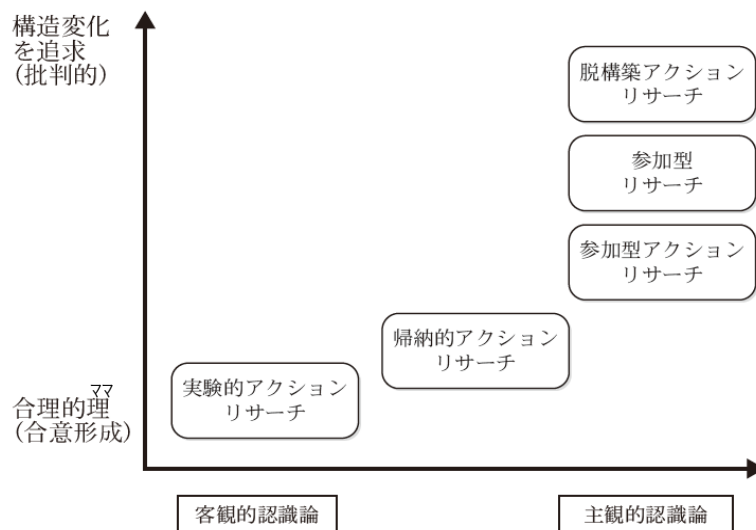 構造変化
を追求
(批判的)
脱構築アクション
リサーチ
参加型
リサーチ
参加型アクション
リサーチ
帰納的アクション
リサーチ
実験的アクション
リサーチ
ママ
合理的理
(合意形成)
客観的認識論
主観的認識論